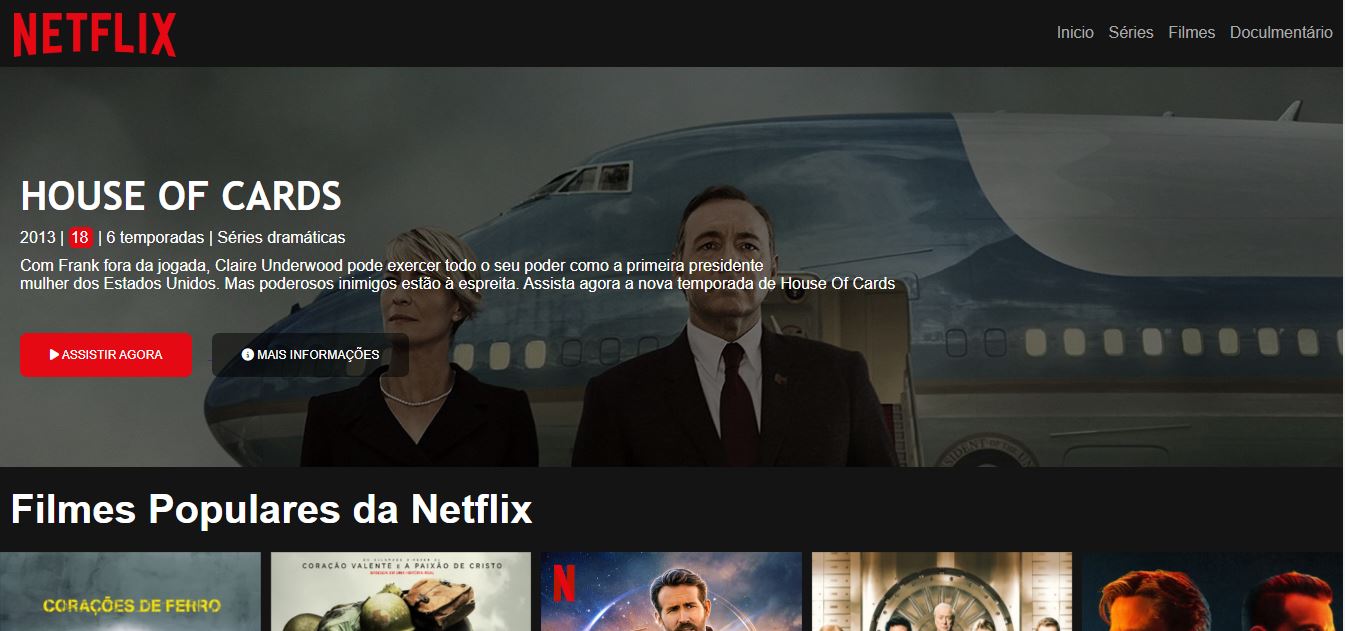 NETFLIX
Inicio Séries Filmes Doculmentário
HOUSE OF CARDS
2013 | 18 | 6 temporadas | Séries dramáticas
Com Frank fora da jogada, Claire Underwood pode exercer todo o seu poder como a primeira presidente
mulher dos Estados Unidos. Mas poderosos inimigos estão à espreita. Assista agora a nova temporada de House Of Cards
ASSISTIR AGORA
MAIS INFORMAÇÕES
Filmes Populares da Netflix
CORAÇÕES DE FERRO
CORAÇÃO VALENTE E A PAIXÃO DE CRISTO
N